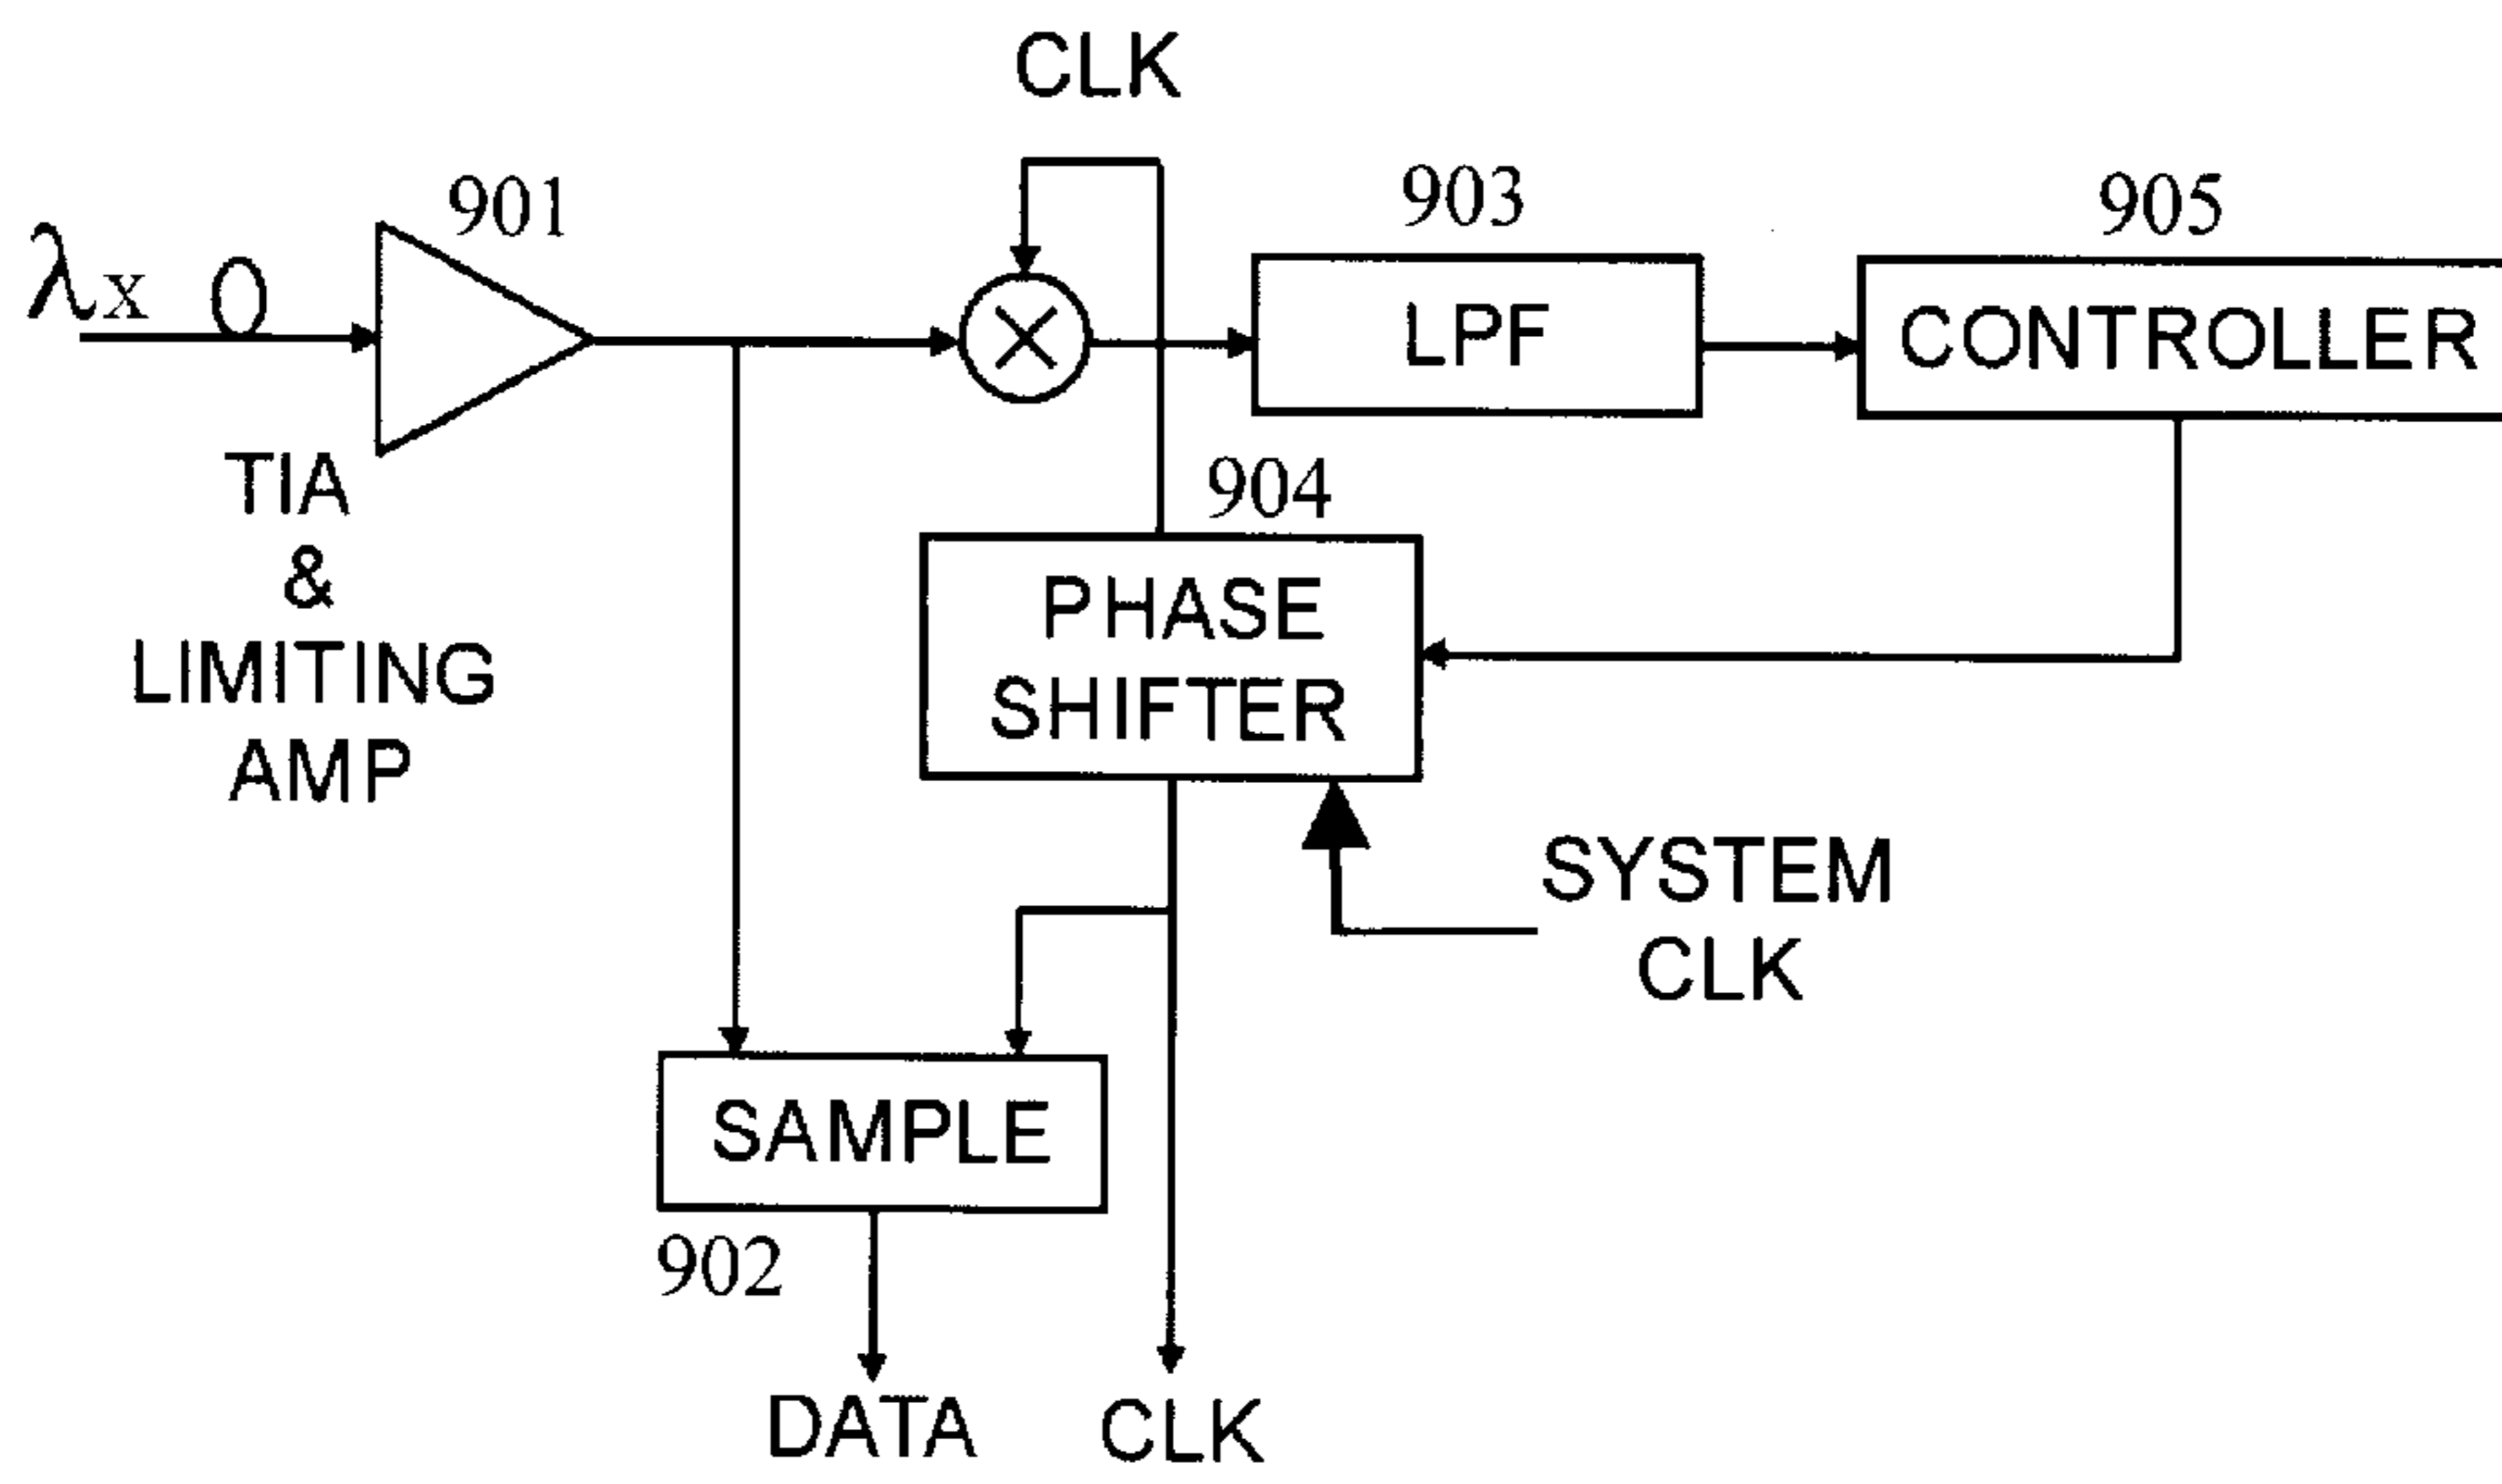 CLK
901
903
905
λx
LPF
CONTROLLER
TIA
&
LIMITING
AMP
904
PHASE
SHIFTER
SYSTEM
CLK
SAMPLE
902
DATA
CLK